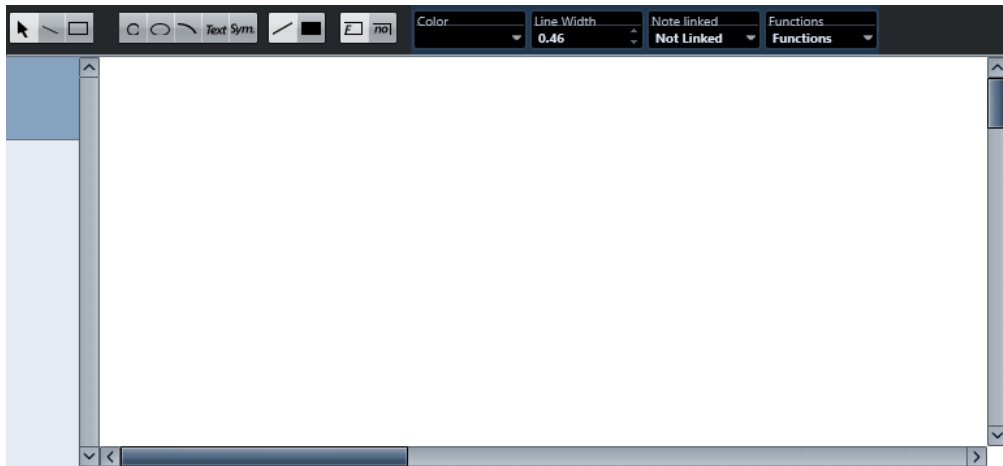 Text Sym. E no
Color Line Width Note linked Functions
0.46 Not Linked Functions